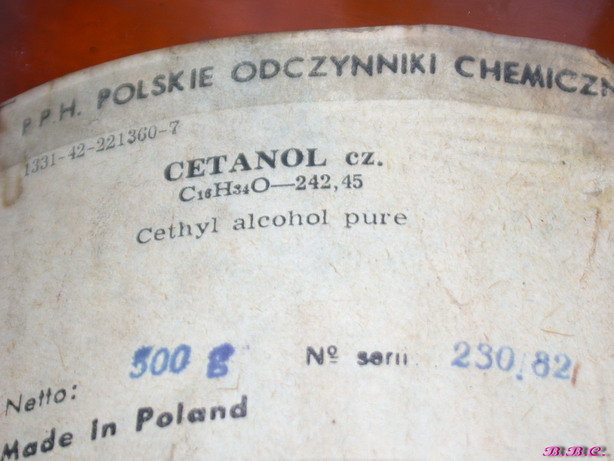 P.P.H. POLSKIE ODCZYNNIKI CHEMICZN
1331-42-221360-7
CETANOL cz.
C₁₆H₃₄O—242,45
Cethyl alcohol pure
Netto: 500 g Nº serii 230/82
Made in Poland
B.B.C.